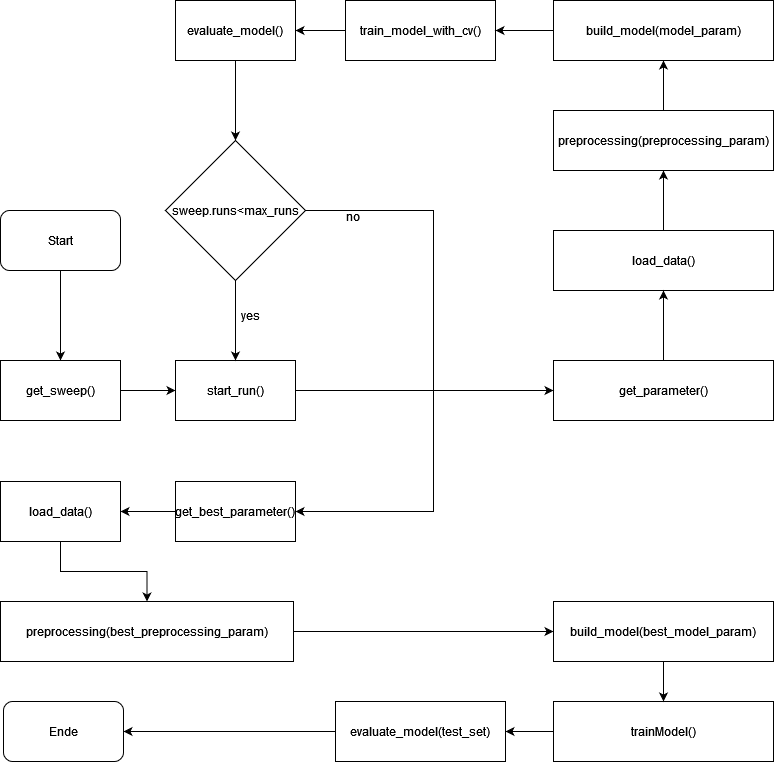 evaluate_model()
train_model_with_cv()
build_model(model_param)
preprocessing(preprocessing_param)
sweep.runs<max_runs
no
Start
load_data()
yes
get_sweep()
start_run()
get_parameter()
load_data()
get_best_parameter()
preprocessing(best_preprocessing_param)
build_model(best_model_param)
Ende
evaluate_model(test_set)
trainModel()